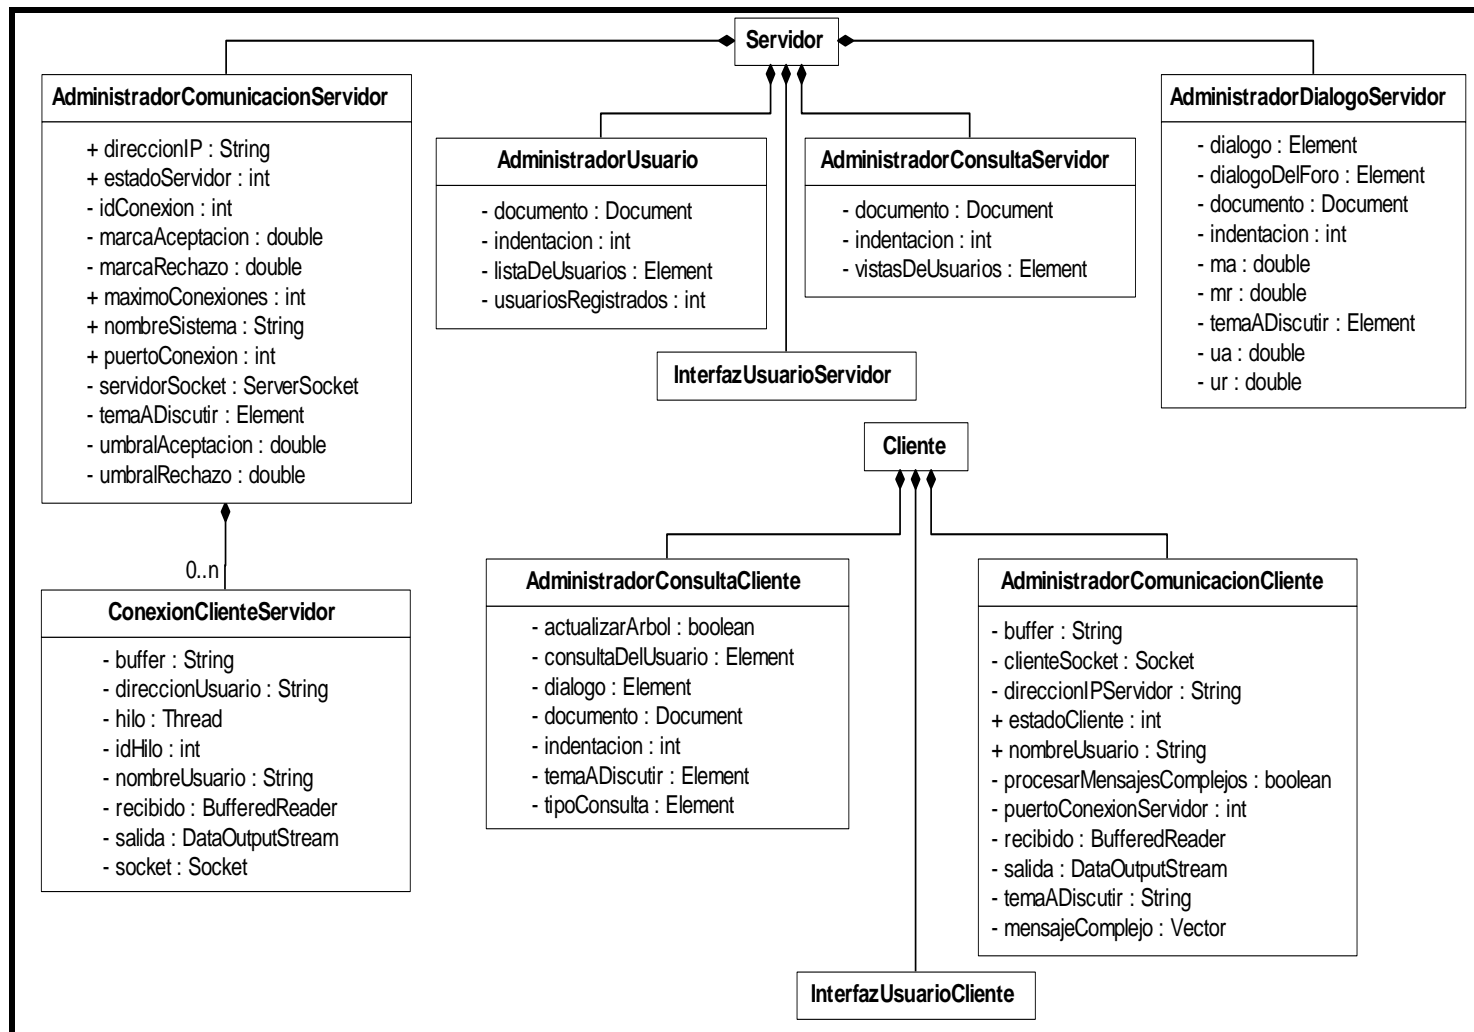 Servidor
AdministradorComunicacionServidor
+ direccionIP : String
+ estadoServidor : int
- idConexion : int
- marcaAceptacion : double
- marcaRechazo : double
+ maximoConexiones : int
+ nombreSistema : String
+ puertoConexion : int
- servidorSocket : ServerSocket
- temaADiscutir : Element
- umbralAceptacion : double
- umbralRechazo : double
AdministradorUsuario
- documento : Document
- indentacion : int
- listaDeUsuarios : Element
- usuariosRegistrados : int
AdministradorConsultaServidor
- documento : Document
- indentacion : int
- vistasDeUsuarios : Element
AdministradorDialogoServidor
- dialogo : Element
- dialogoDelForo : Element
- documento : Document
- indentacion : int
- ma : double
- mr : double
- temaADiscutir : Element
- ua : double
- ur : double
InterfazUsuarioServidor
0..n
ConexionClienteServidor
- buffer : String
- direccionUsuario : String
- hilo : Thread
- idHilo : int
- nombreUsuario : String
- recibido : BufferedReader
- salida : DataOutputStream
- socket : Socket
Cliente
AdministradorConsultaCliente
- actualizarArbol : boolean
- consultaDelUsuario : Element
- dialogo : Element
- documento : Document
- indentacion : int
- temaADiscutir : Element
- tipoConsulta : Element
AdministradorComunicacionCliente
- buffer : String
- clienteSocket : Socket
- direccionIPServidor : String
+ estadoCliente : int
+ nombreUsuario : String
- procesarMensajesComplejos : boolean
- puertoConexionServidor : int
- recibido : BufferedReader
- salida : DataOutputStream
- temaADiscutir : String
- mensajeComplejo : Vector
InterfazUsuarioCliente